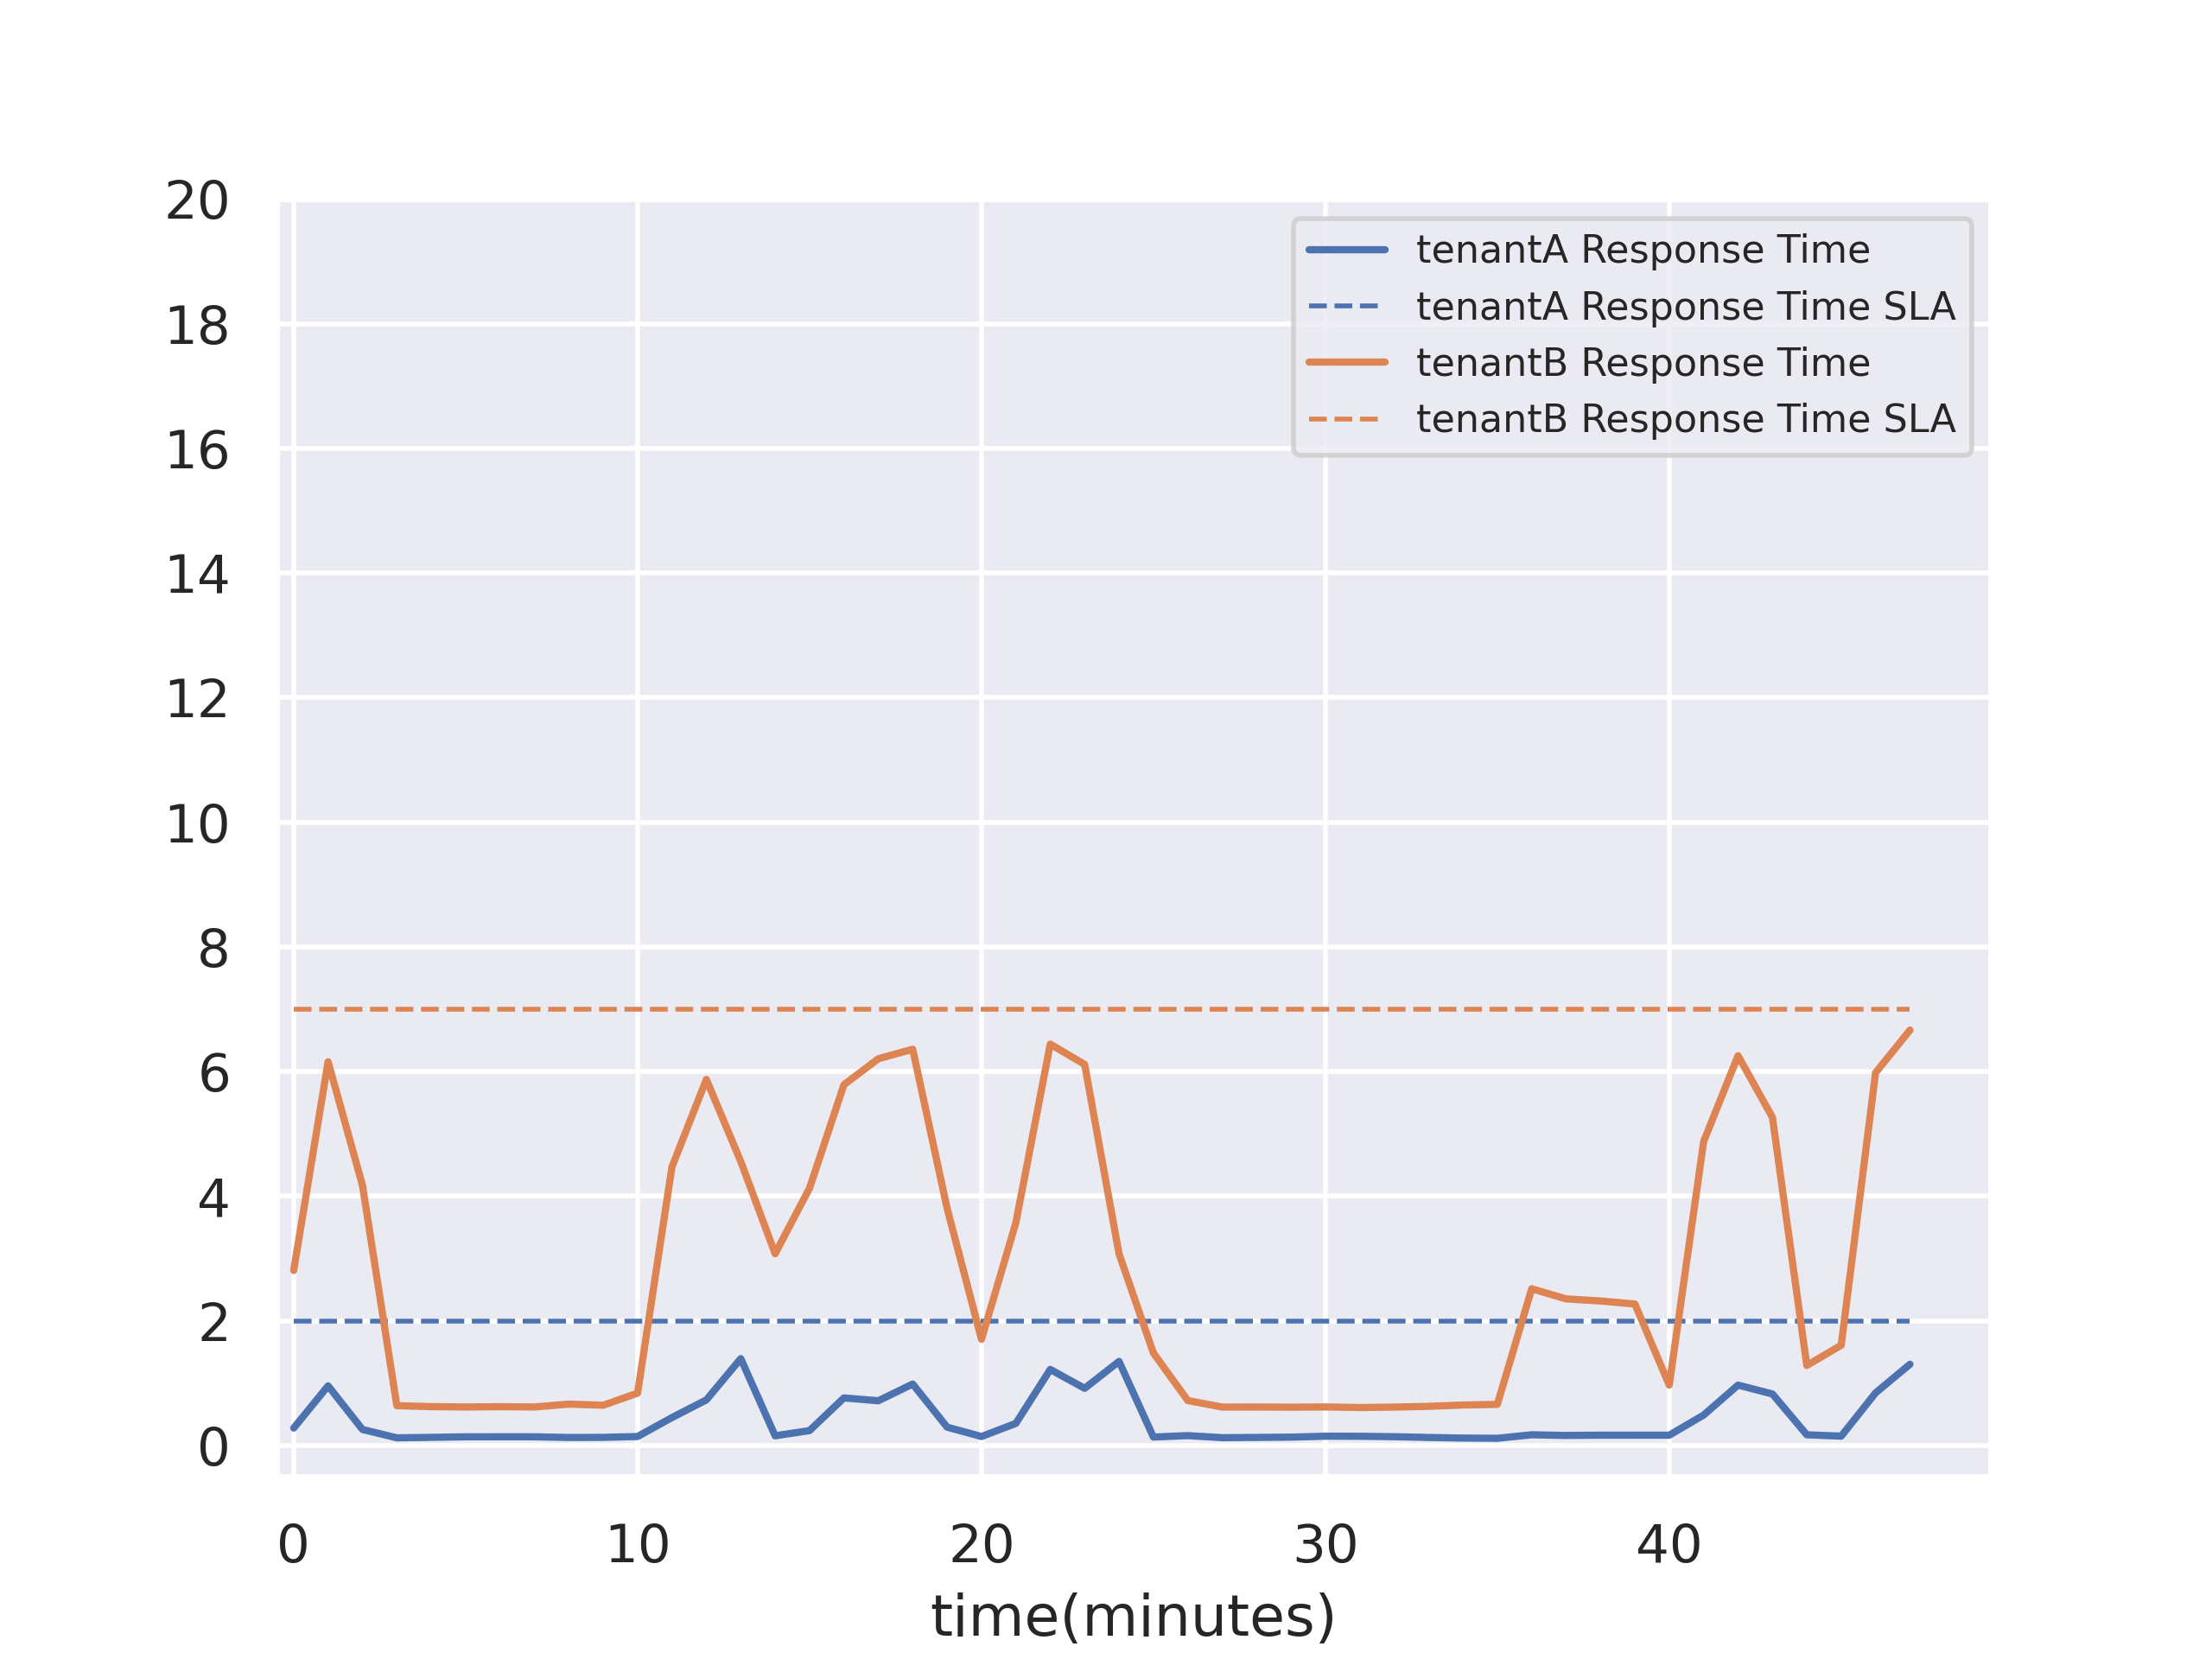 20
18
16
14
12
10
8
6
4
2
0
tenantA Response Time
tenantA Response Time SLA
tenantB Response Time
tenantB Response Time SLA
0 10 20 30 40
time(minutes)